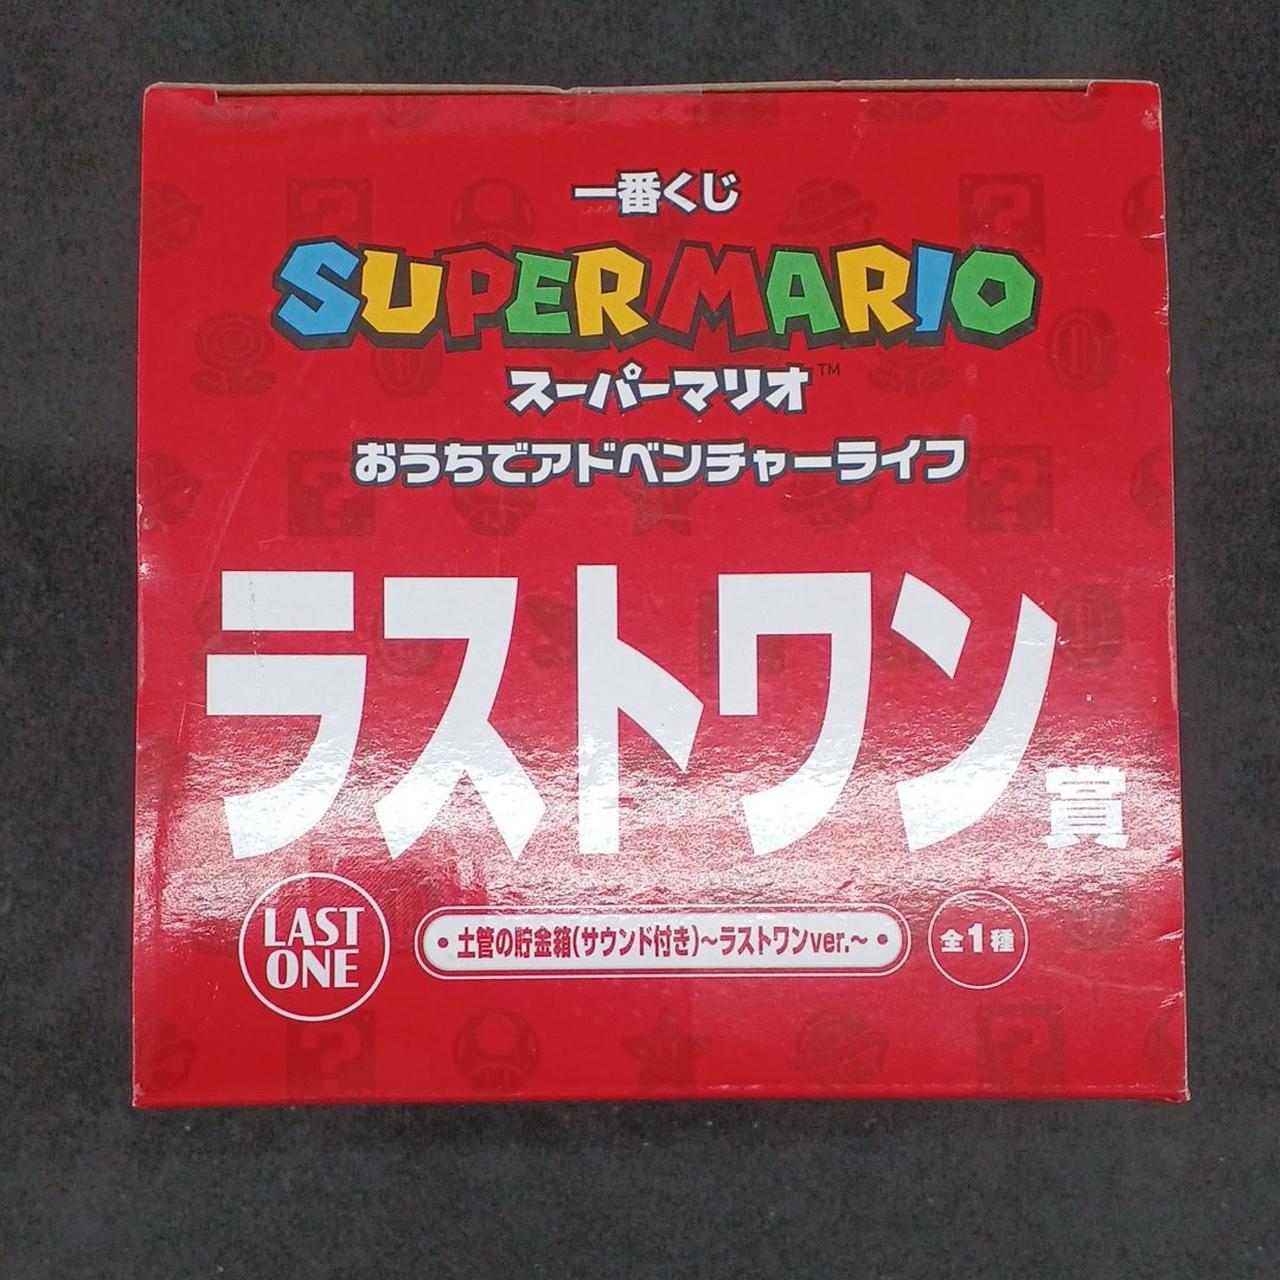 一番くじ
SUPER MARIO
スーパーマリオ™
おうちでアドベンチャーライフ
ラストワン賞
LAST
ONE
・土管の貯金箱(サウンド付き)～ラストワンver.～・
全1種